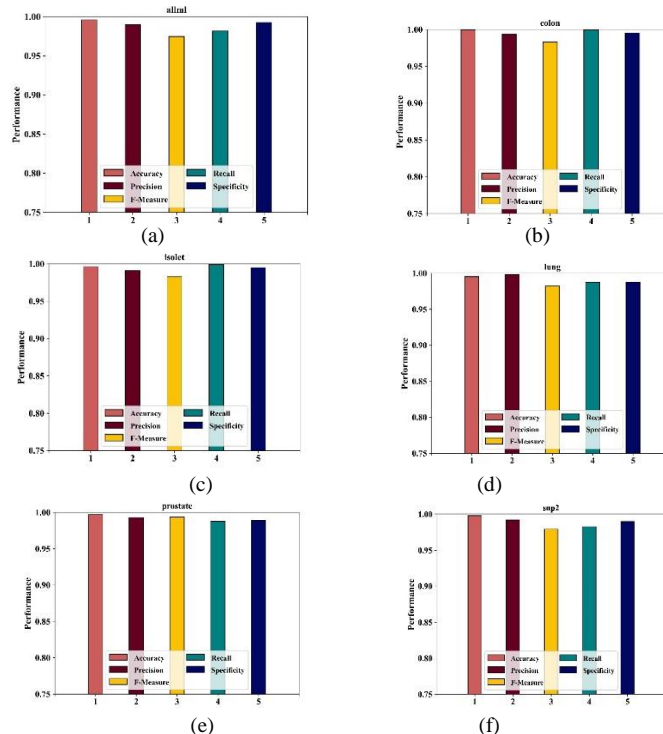 allml
1.00
0.95
0.90
0.85
0.80
0.75
Performance
Accuracy
Precision
F-Measure
Recall
Specificity
1 2 3 4 5
(a)
colon
1.00
0.95
0.90
0.85
0.80
0.75
Performance
Accuracy
Precision
F-Measure
Recall
Specificity
1 2 3 4 5
(b)
isolet
1.00
0.95
0.90
0.85
0.80
0.75
Performance
Accuracy
Precision
F-Measure
Recall
Specificity
1 2 3 4 5
(c)
lung
1.00
0.95
0.90
0.85
0.80
0.75
Performance
Accuracy
Precision
F-Measure
Recall
Specificity
1 2 3 4 5
(d)
prostate
1.00
0.95
0.90
0.85
0.80
0.75
Performance
Accuracy
Precision
F-Measure
Recall
Specificity
1 2 3 4 5
(e)
snp2
1.00
0.95
0.90
0.85
0.80
0.75
Performance
Accuracy
Precision
F-Measure
Recall
Specificity
1 2 3 4 5
(f)